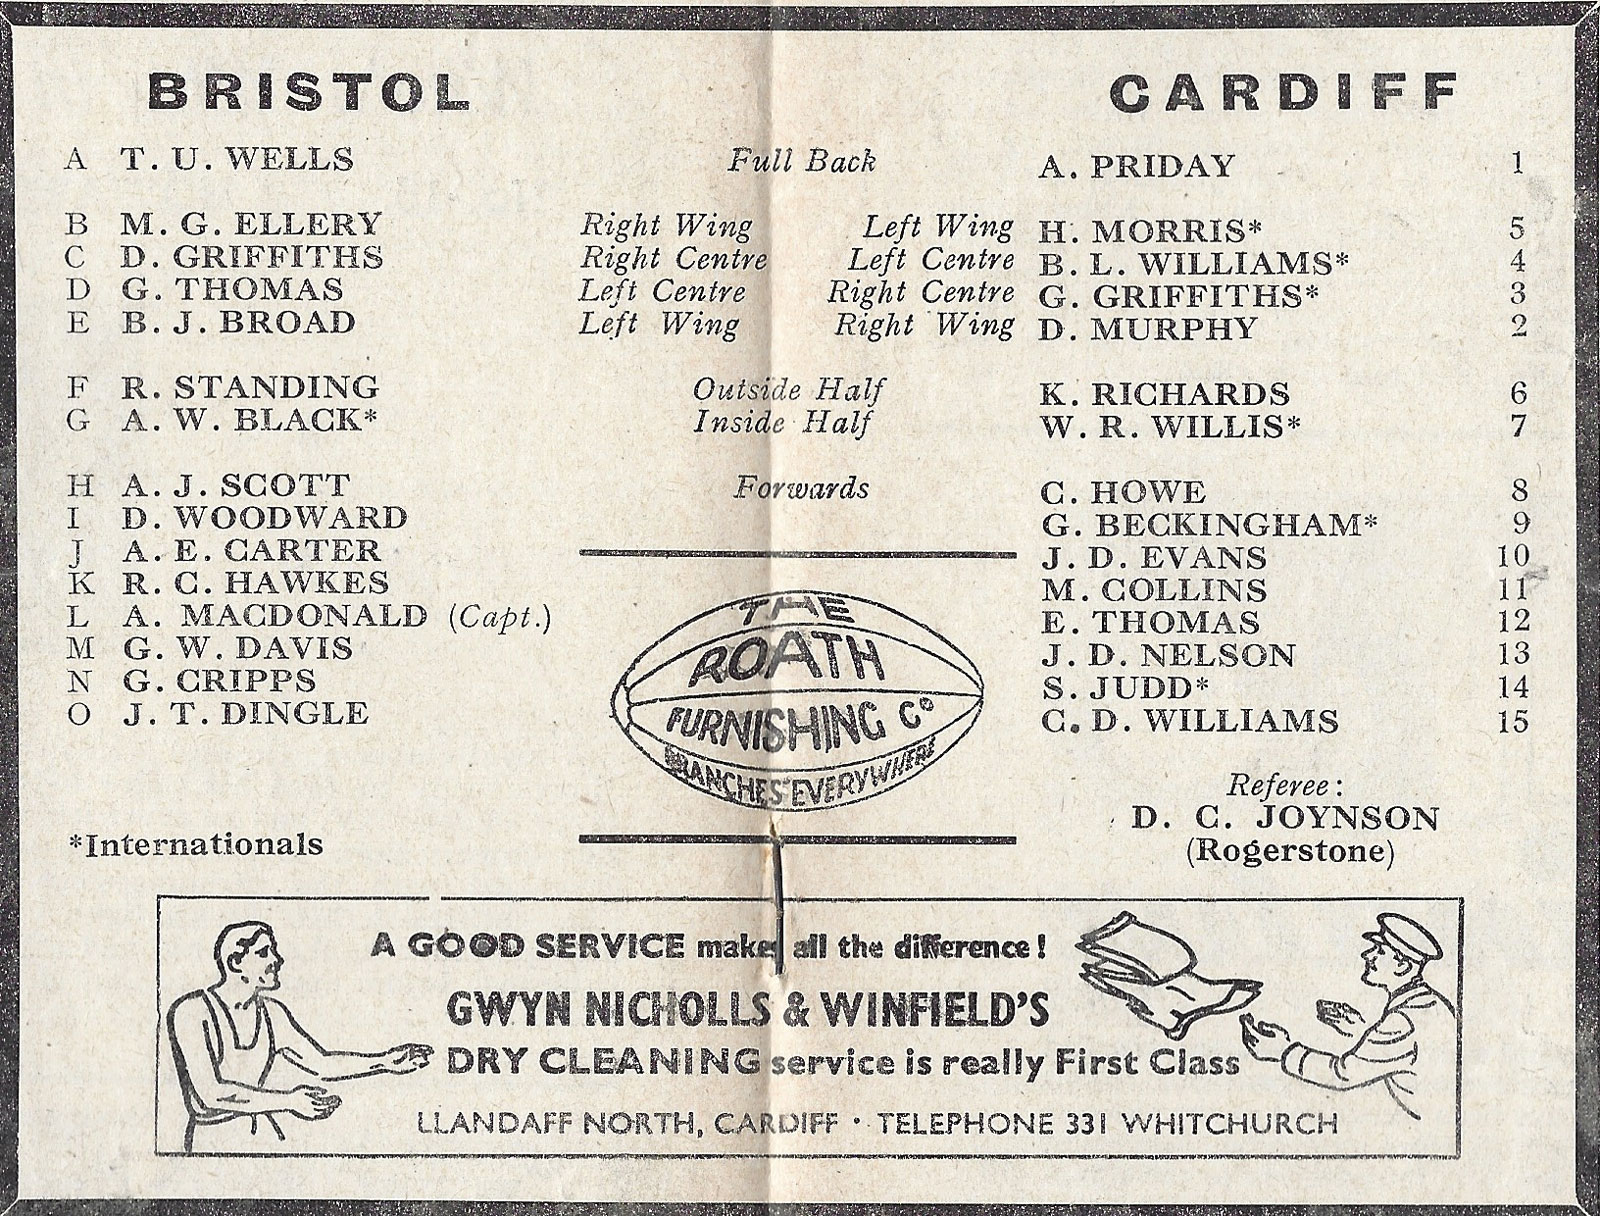 BRISTOL CARDIFF
A T. U. WELLS Full Back A. PRIDAY 1
B M. G. ELLERY Right Wing Left Wing H. MORRIS* 5
C D. GRIFFITHS Right Centre Left Centre B. L. WILLIAMS* 4
D G. THOMAS Left Centre Right Centre G. GRIFFITHS* 3
E B. J. BROAD Left Wing Right Wing D. MURPHY 2
F R. STANDING Outside Half K. RICHARDS 6
G A. W. BLACK* Inside Half W. R. WILLIS* 7
H A. J. SCOTT Forwards C. HOWE 8
I D. WOODWARD G. BECKINGHAM* 9
J A. E. CARTER J. D. EVANS 10
K R. C. HAWKES M. COLLINS 11
L A. MACDONALD (Capt.) E. THOMAS 12
M G. W. DAVIS J. D. NELSON 13
N G. CRIPPS S. JUDD* 14
O J. T. DINGLE C. D. WILLIAMS 15
THE
ROATH
FURNISHING Co
BRANCHES EVERYWHERE
Referee:
D. C. JOYNSON
(Rogerstone)
*Internationals
A GOOD SERVICE makes all the difference!
GWYN NICHOLLS & WINFIELD'S
DRY CLEANING service is really First Class
LLANDAFF NORTH, CARDIFF · TELEPHONE 331 WHITCHURCH